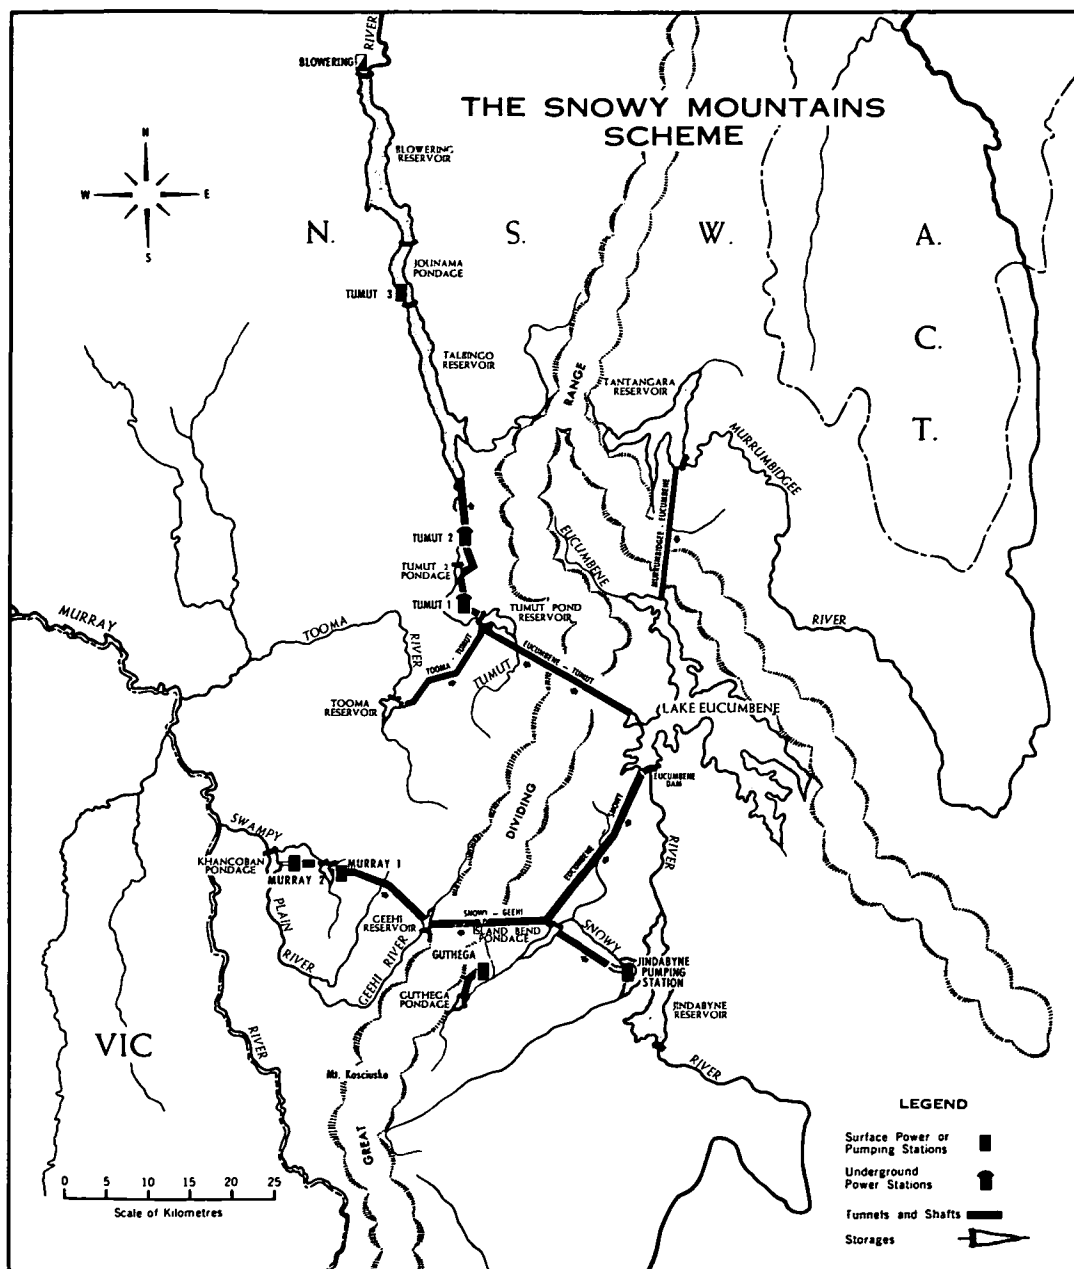 RIVER
BLOWERING
THE SNOWY MOUNTAINS
SCHEME
BLOWERING
RESERVOIR
N
W
E
S
N.
S.
W.
A.
C.
T.
JOUNAMA
PONDAGE
TUMUT 3
TALBINGO
RESERVOIR
RANGE
TANTANGARA
RESERVOIR
MURRUMBIDGEE
MURRUMBIDGEE - EUCUMBENE
EUCUMBENE
TUMUT 2
TUMUT 2
PONDAGE
TUMUT 1
TUMUT POND
RESERVOIR
MURRAY
TOOMA
RIVER
RIVER
TOOMA - TUMUT
TUMUT
EUCUMBENE - TUMUT
TOOMA
RESERVOIR
LAKE EUCUMBENE
EUCUMBENE
DAM
DIVIDING
EUCUMBENE
SNOWY
RIVER
SWAMPY
KHANCOBAN
PONDAGE
MURRAY 1
MURRAY 2
PLAIN
RIVER
GEEHI
RESERVOIR
SNOWY - GEEHI
ISLAND BEND
PONDAGE
SNOWY
GEEHI RIVER
GUTHEGA
GUTHEGA
PONDAGE
JINDABYNE
PUMPING
STATION
JINDABYNE
RESERVOIR
VIC
RIVER
RIVER
Mt. Kosciusko
GREAT
LEGEND
Surface Power or
Pumping Stations
Underground
Power Stations
Tunnels and Shafts
Storages
0 5 10 15 20 25
Scale of Kilometres